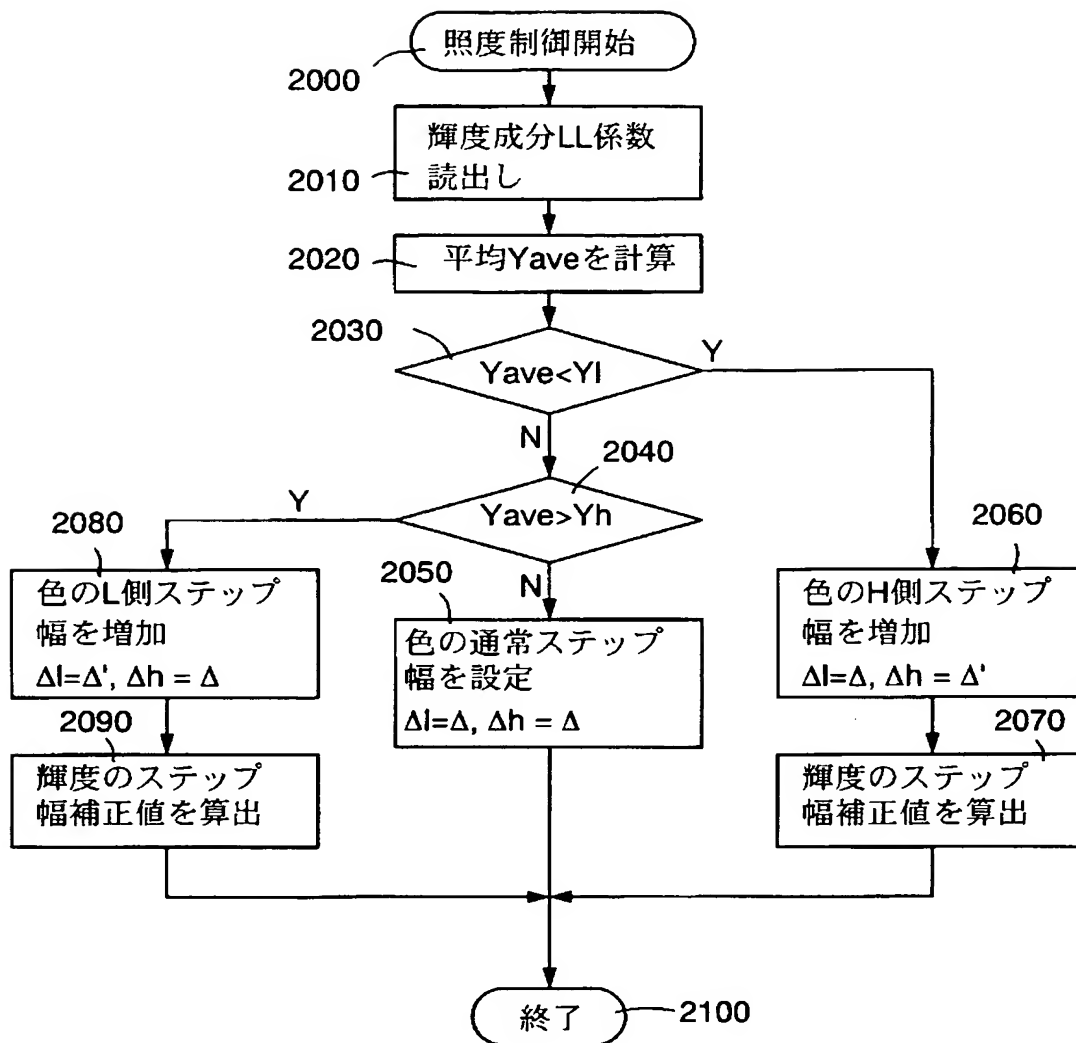 照度制御開始
2000
輝度成分LL係数
読出し
2010
平均Yaveを計算
2020
2030
Yave<Yl
Y
N
2040
Yave>Yh
Y
N
2080
色のL側ステップ
幅を増加
Δl=Δ', Δh = Δ
2050
色の通常ステップ
幅を設定
Δl=Δ, Δh = Δ
2060
色のH側ステップ
幅を増加
Δl=Δ, Δh = Δ'
2090
輝度のステップ
幅補正値を算出
2070
輝度のステップ
幅補正値を算出
終了
2100